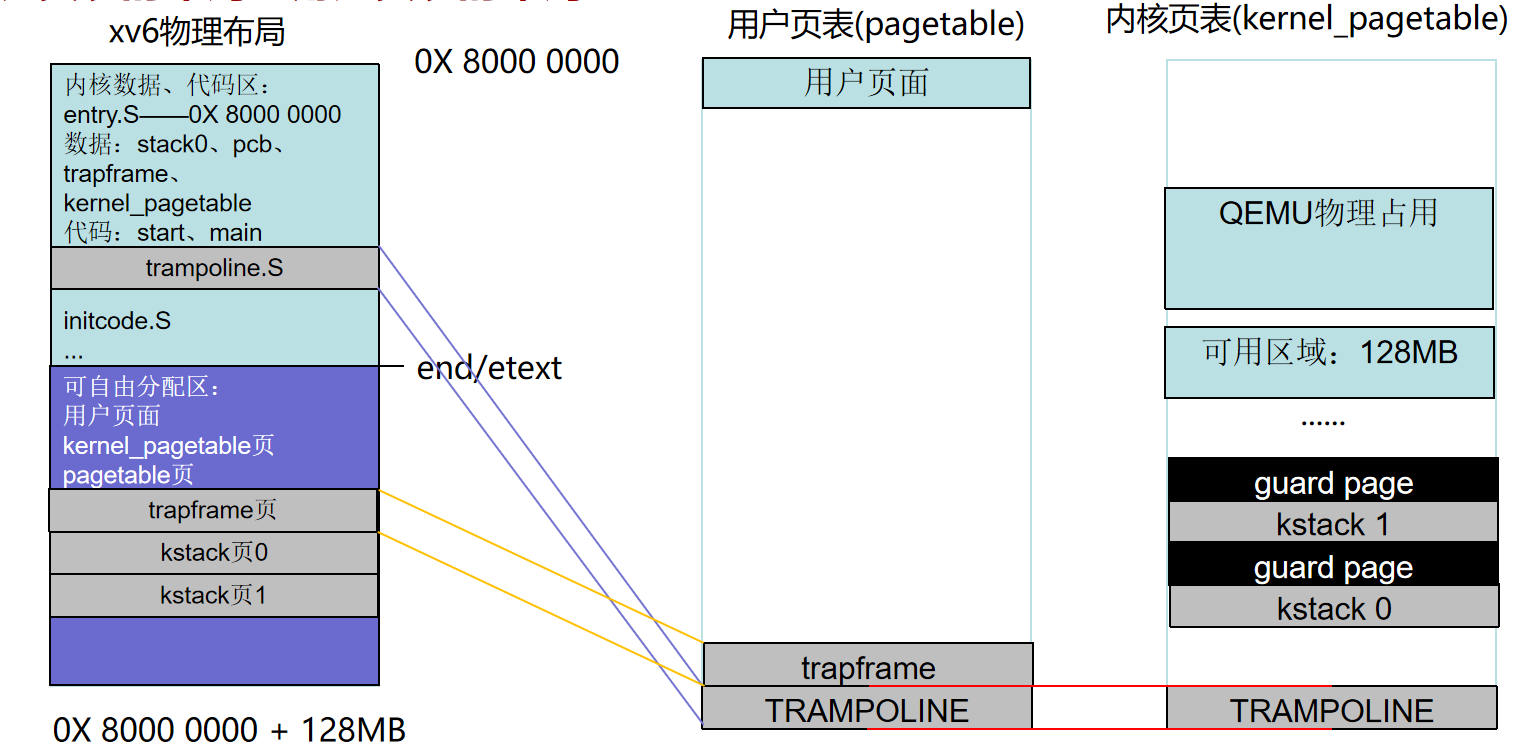 xv6物理布局
内核数据、代码区：
entry.S——0X 8000 0000
数据：stack0、pcb、
trapframe、
kernel_pagetable
代码：start、main
trampoline.S
initcode.S
...
可自由分配区：
用户页面
kernel_pagetable页
pagetable页
trapframe页
kstack页0
kstack页1
0X 8000 0000 + 128MB
0X 8000 0000
end/etext
用户页表(pagetable)
用户页面
trapframe
TRAMPOLINE
内核页表(kernel_pagetable)
QEMU物理占用
可用区域：128MB
......
guard page
kstack 1
guard page
kstack 0
TRAMPOLINE